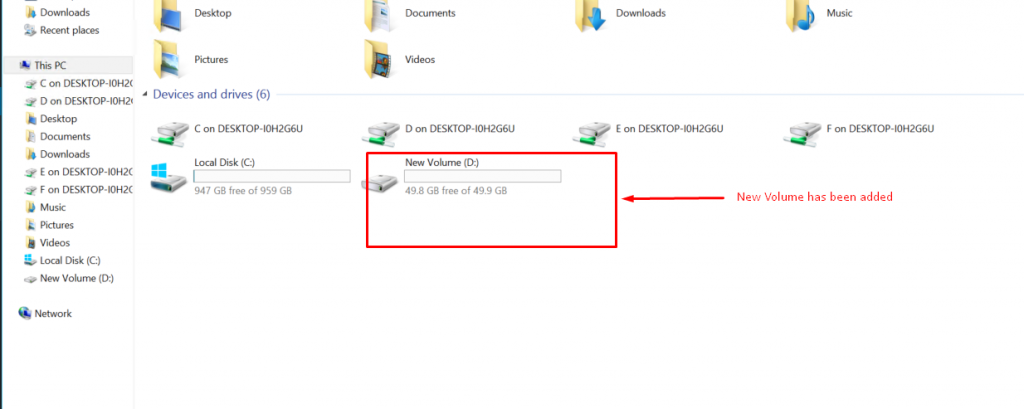 Downloads
Recent places
This PC
C on DESKTOP-I0H2G
D on DESKTOP-I0H2G
Desktop
Documents
Downloads
E on DESKTOP-I0H2G
F on DESKTOP-I0H2G
Music
Pictures
Videos
Local Disk (C:)
New Volume (D:)
Network
Desktop
Documents
Downloads
Music
Pictures
Videos
Devices and drives (6)
C on DESKTOP-I0H2G6U
D on DESKTOP-I0H2G6U
E on DESKTOP-I0H2G6U
F on DESKTOP-I0H2G6U
Local Disk (C:)
947 GB free of 959 GB
New Volume (D:)
49.8 GB free of 49.9 GB
New Volume has been added